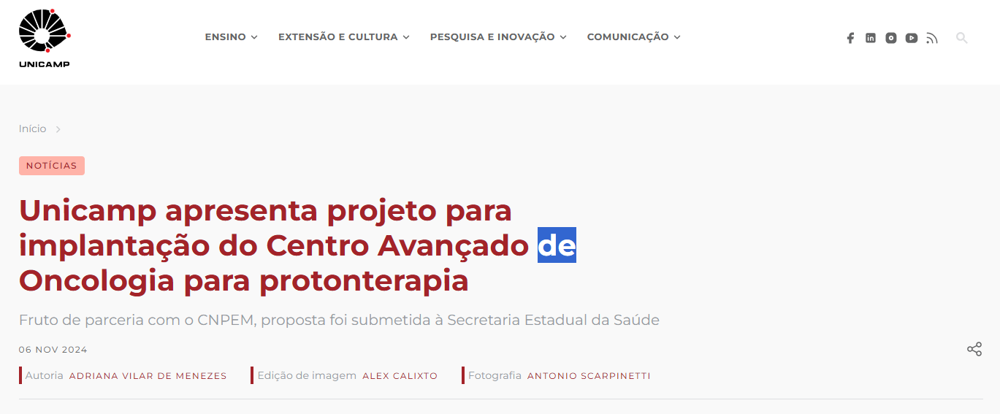 UNICAMP
ENSINO
EXTENSÃO E CULTURA
PESQUISA E INOVAÇÃO
COMUNICAÇÃO
Início
NOTÍCIAS
Unicamp apresenta projeto para
implantação do Centro Avançado de
Oncologia para protonterapia
Fruto de parceria com o CNPEM, proposta foi submetida à Secretaria Estadual da Saúde
06 NOV 2024
Autoria ADRIANA VILAR DE MENEZES
Edição de imagem ALEX CALIXTO
Fotografia ANTONIO SCARPINETTI